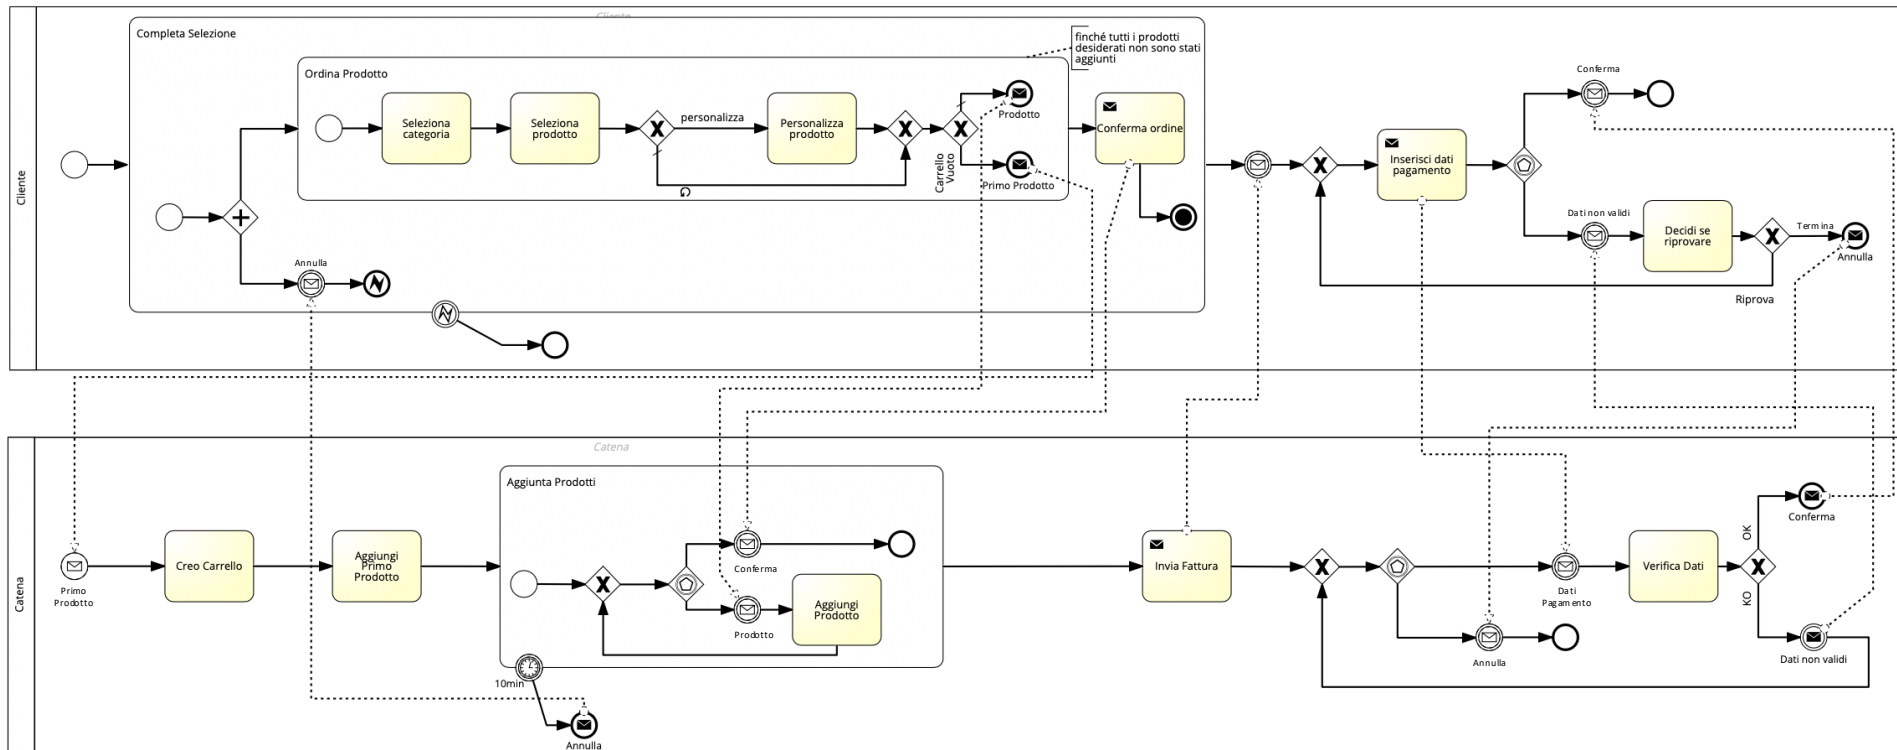 Cliente
Cliente
Completa Selezione
finché tutti i prodotti
desiderati non sono stati
aggiunti
Ordina Prodotto
Seleziona
categoria
Seleziona
prodotto
personalizza
Personalizza
prodotto
Carrello
Vuoto
Prodotto
Primo Prodotto
Conferma ordine
Annulla
Inserisci dati
pagamento
Conferma
Dati non validi
Decidi se
riprovare
Termina
Annulla
Riprova
Catena
Catena
Primo
Prodotto
Creo Carrello
Aggiungi
Primo
Prodotto
Aggiunta Prodotti
Conferma
Prodotto
Aggiungi
Prodotto
10min
Annulla
Invia Fattura
Dati
Pagamento
Annulla
Verifica Dati
OK
KO
Conferma
Dati non validi